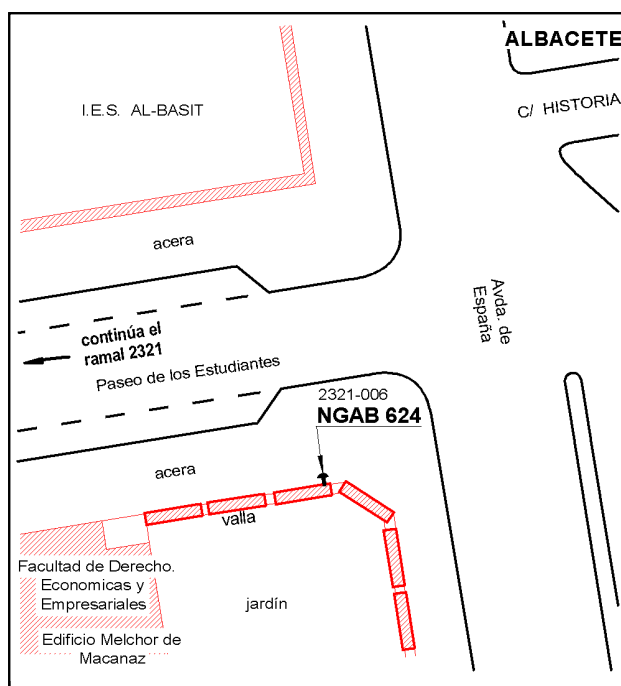 ALBACETE
I.E.S. AL-BASIT
C/ HISTORIA
acera
Avda. de
España
continúa el
ramal 2321
Paseo de los Estudiantes
2321-006
NGAB 624
acera
valla
Facultad de Derecho.
Economicas y
Empresariales
jardín
Edificio Melchor de
Macanaz